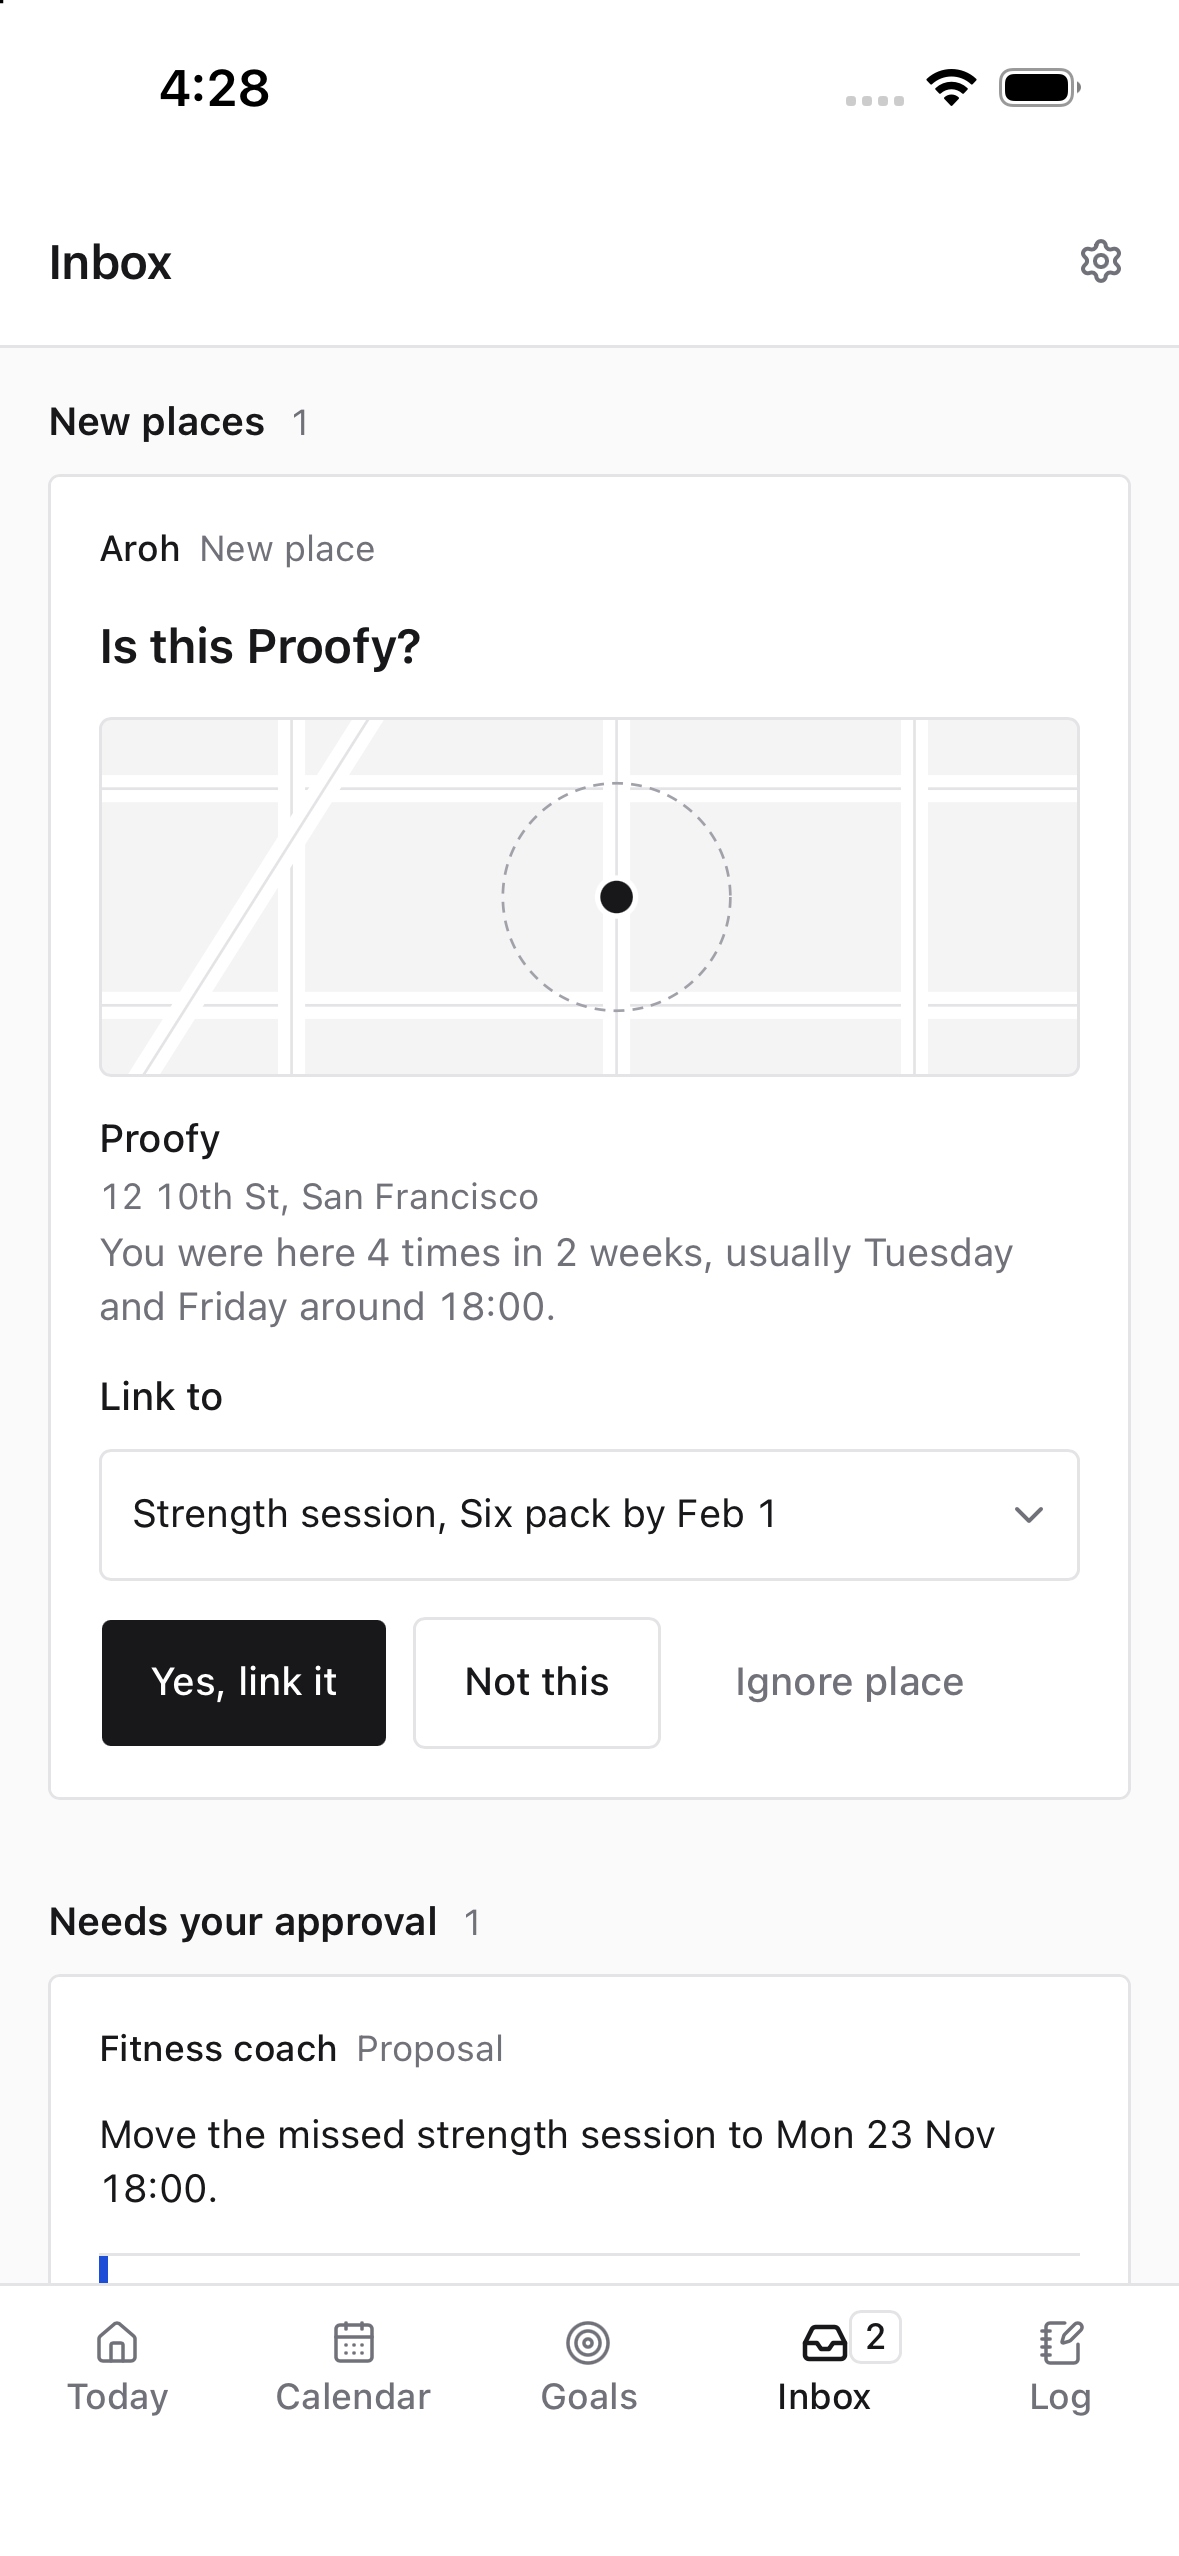 4:28
Inbox
New places 1
Aroh New place
Is this Proofy?
Proofy
12 10th St, San Francisco
You were here 4 times in 2 weeks, usually Tuesday
and Friday around 18:00.
Link to
Strength session, Six pack by Feb 1
Yes, link it
Not this
Ignore place
Needs your approval 1
Fitness coach Proposal
Move the missed strength session to Mon 23 Nov
18:00.
2
Today
Calendar
Goals
Inbox
Log